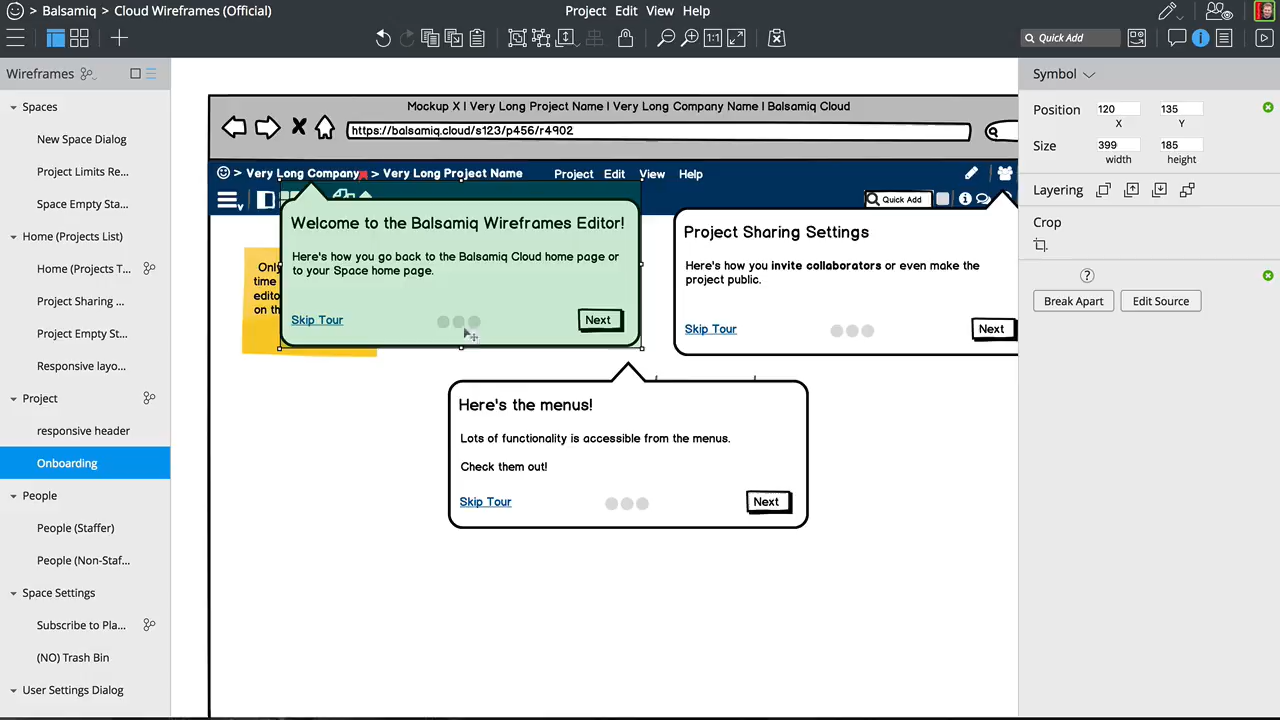 > Balsamiq > Cloud Wireframes (Official)
Project Edit View Help
1:1
Quick Add
Wireframes
Spaces
New Space Dialog
Project Limits Re...
Space Empty Sta...
Home (Projects List)
Home (Projects T...
Project Sharing ...
Project Empty St...
Responsive layo...
Project
responsive header
Onboarding
People
People (Staffer)
People (Non-Staf...
Space Settings
Subscribe to Pla...
(NO) Trash Bin
User Settings Dialog
Mockup X | Very Long Project Name | Very Long Company Name | Balsamiq Cloud
https://balsamiq.cloud/s123/p456/r4902
> Very Long Company > Very Long Project Name
Project Edit View Help
Quick Add
Only
time
edito
on th
Welcome to the Balsamiq Wireframes Editor!
Here's how you go back to the Balsamiq Cloud home page or
to your Space home page.
Skip Tour
Next
Project Sharing Settings
Here's how you invite collaborators or even make the
project public.
Skip Tour
Next
Here's the menus!
Lots of functionality is accessible from the menus.
Check them out!
Skip Tour
Next
Symbol
Position
120
X
135
Y
Size
399
width
185
height
Layering
Crop
?
Break Apart
Edit Source